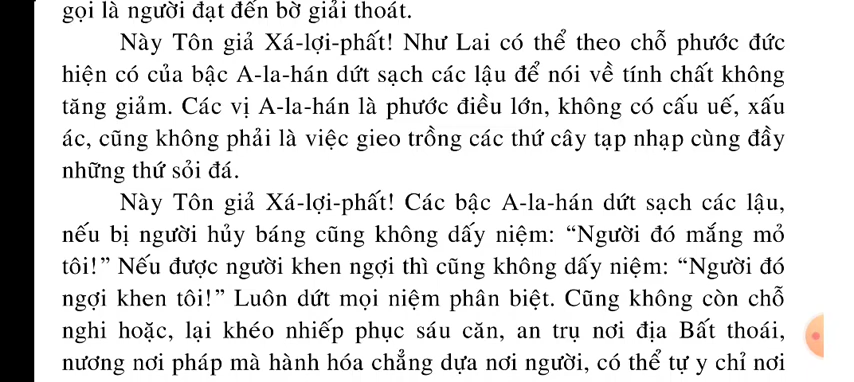 gọi là người đạt đến bờ giải thoát.
Này Tôn giả Xá-lợi-phất! Như Lai có thể theo chỗ phước đức
hiện có của bậc A-la-hán dứt sạch các lậu để nói về tính chất không
tăng giảm. Các vị A-la-hán là phước điền lớn, không có cấu uế, xấu
ác, cũng không phải là việc gieo trồng các thứ cây tạp nhạp cùng đầy
những thứ sỏi đá.
Này Tôn giả Xá-lợi-phất! Các bậc A-la-hán dứt sạch các lậu,
nếu bị người hủy báng cũng không dấy niệm: “Người đó mắng mỏ
tôi!” Nếu được người khen ngợi thì cũng không dấy niệm: “Người đó
ngợi khen tôi!” Luôn dứt mọi niệm phân biệt. Cũng không còn chỗ
nghi hoặc, lại khéo nhiếp phục sáu căn, an trụ nơi địa Bất thoái,
nương nơi pháp mà hành hóa chẳng dựa nơi người, có thể tự y chỉ nơi